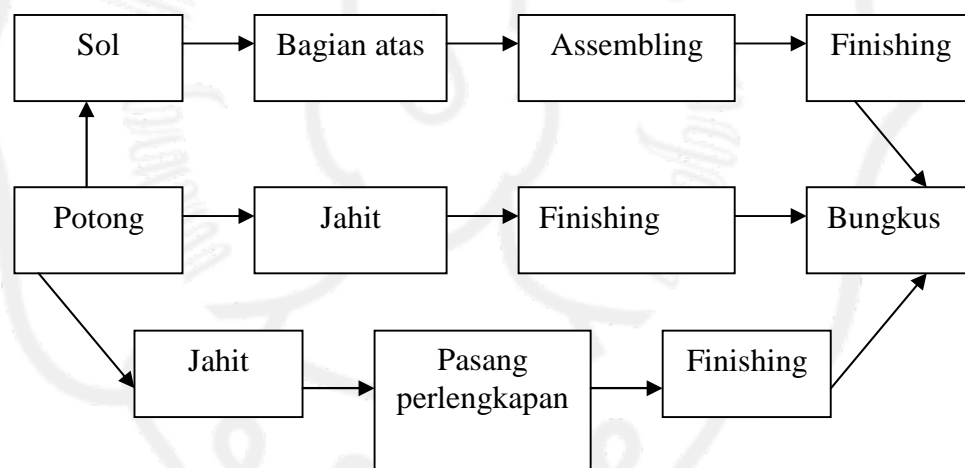 Sol
Bagian atas
Assembling
Finishing
Potong
Jahit
Finishing
Bungkus
Jahit
Pasang
perlengkapan
Finishing